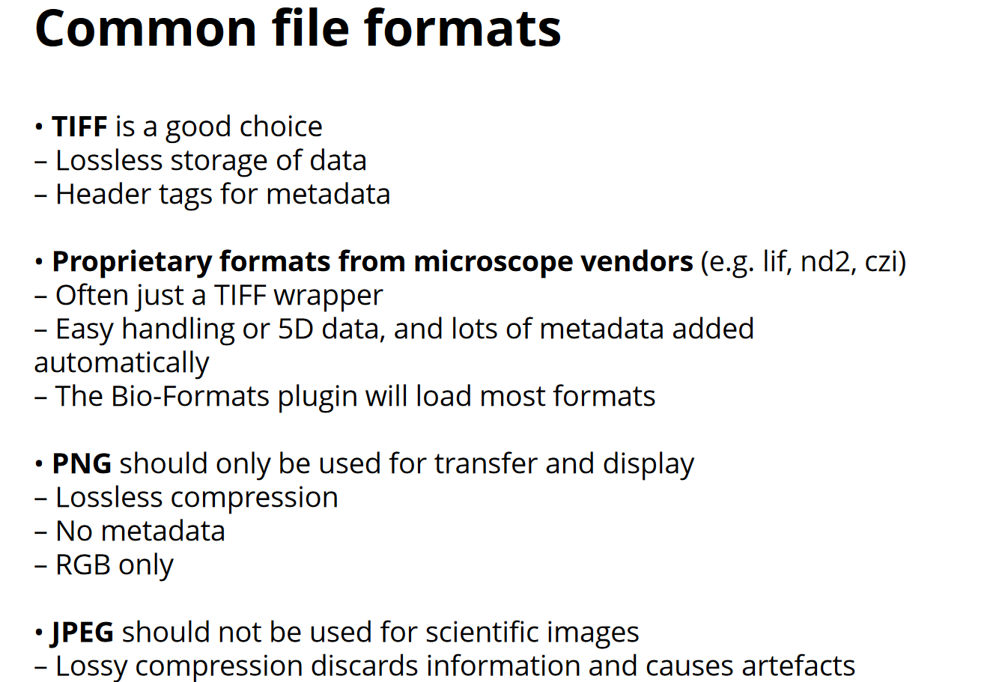 Common file formats
• TIFF is a good choice
– Lossless storage of data
– Header tags for metadata
• Proprietary formats from microscope vendors (e.g. lif, nd2, czi)
– Often just a TIFF wrapper
– Easy handling or 5D data, and lots of metadata added
automatically
– The Bio-Formats plugin will load most formats
• PNG should only be used for transfer and display
– Lossless compression
– No metadata
– RGB only
• JPEG should not be used for scientific images
– Lossy compression discards information and causes artefacts